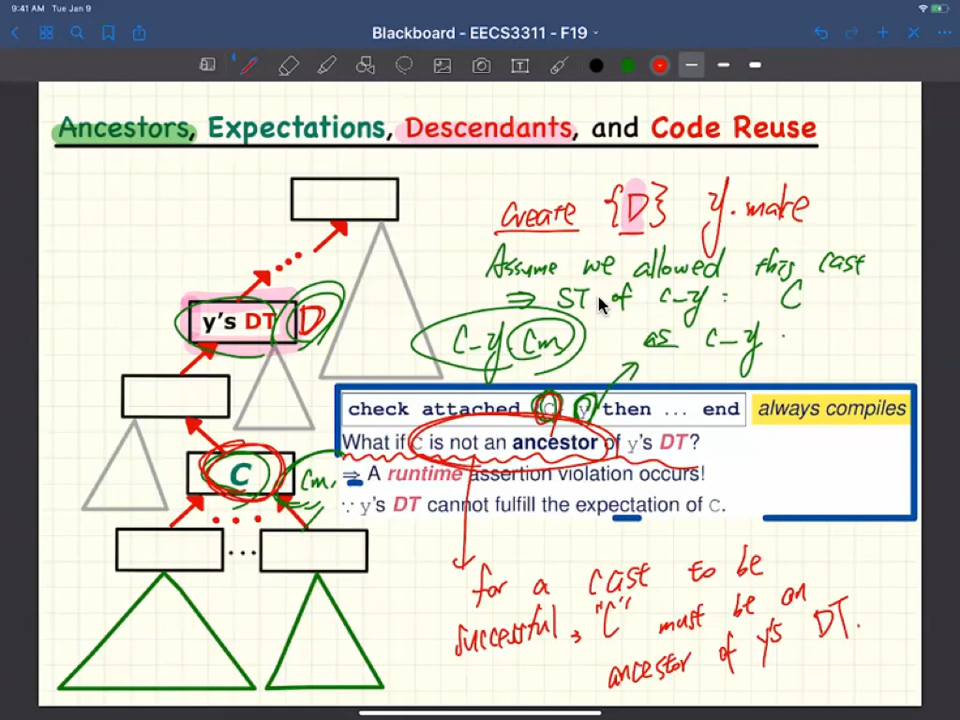 9:41 AM Tue Jan 9
Blackboard - EECS3311 - F19
Ancestors, Expectations, Descendants, and Code Reuse
Create {D} y.make
Assume we allowed this cast
⇒ ST of c_y : C
y's DT D
c_y cm as c_y .
check attached {C} y then ... end always compiles
What if C is not an ancestor of y's DT?
C cm.
⇒ A runtime assertion violation occurs!
∵ y's DT cannot fulfill the expectation of C.
...
for a cast to be
successful, "C" must be an
ancestor of y's DT.